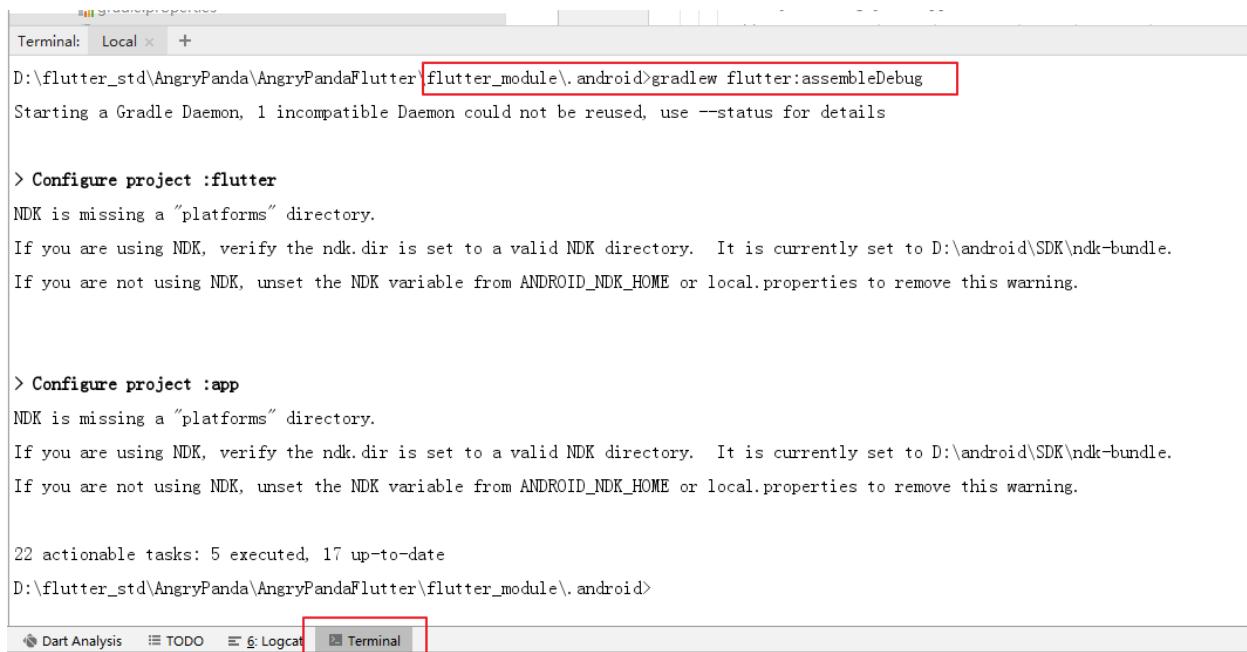 gradle.properties
Terminal: Local × +
D:\flutter_std\AngryPanda\AngryPandaFlutter\flutter_module\.android>gradlew flutter:assembleDebug
Starting a Gradle Daemon, 1 incompatible Daemon could not be reused, use --status for details
> Configure project :flutter
NDK is missing a "platforms" directory.
If you are using NDK, verify the ndk.dir is set to a valid NDK directory.  It is currently set to D:\android\SDK\ndk-bundle.
If you are not using NDK, unset the NDK variable from ANDROID_NDK_HOME or local.properties to remove this warning.
> Configure project :app
NDK is missing a "platforms" directory.
If you are using NDK, verify the ndk.dir is set to a valid NDK directory.  It is currently set to D:\android\SDK\ndk-bundle.
If you are not using NDK, unset the NDK variable from ANDROID_NDK_HOME or local.properties to remove this warning.
22 actionable tasks: 5 executed, 17 up-to-date
D:\flutter_std\AngryPanda\AngryPandaFlutter\flutter_module\.android>
Dart Analysis TODO 6: Logcat Terminal